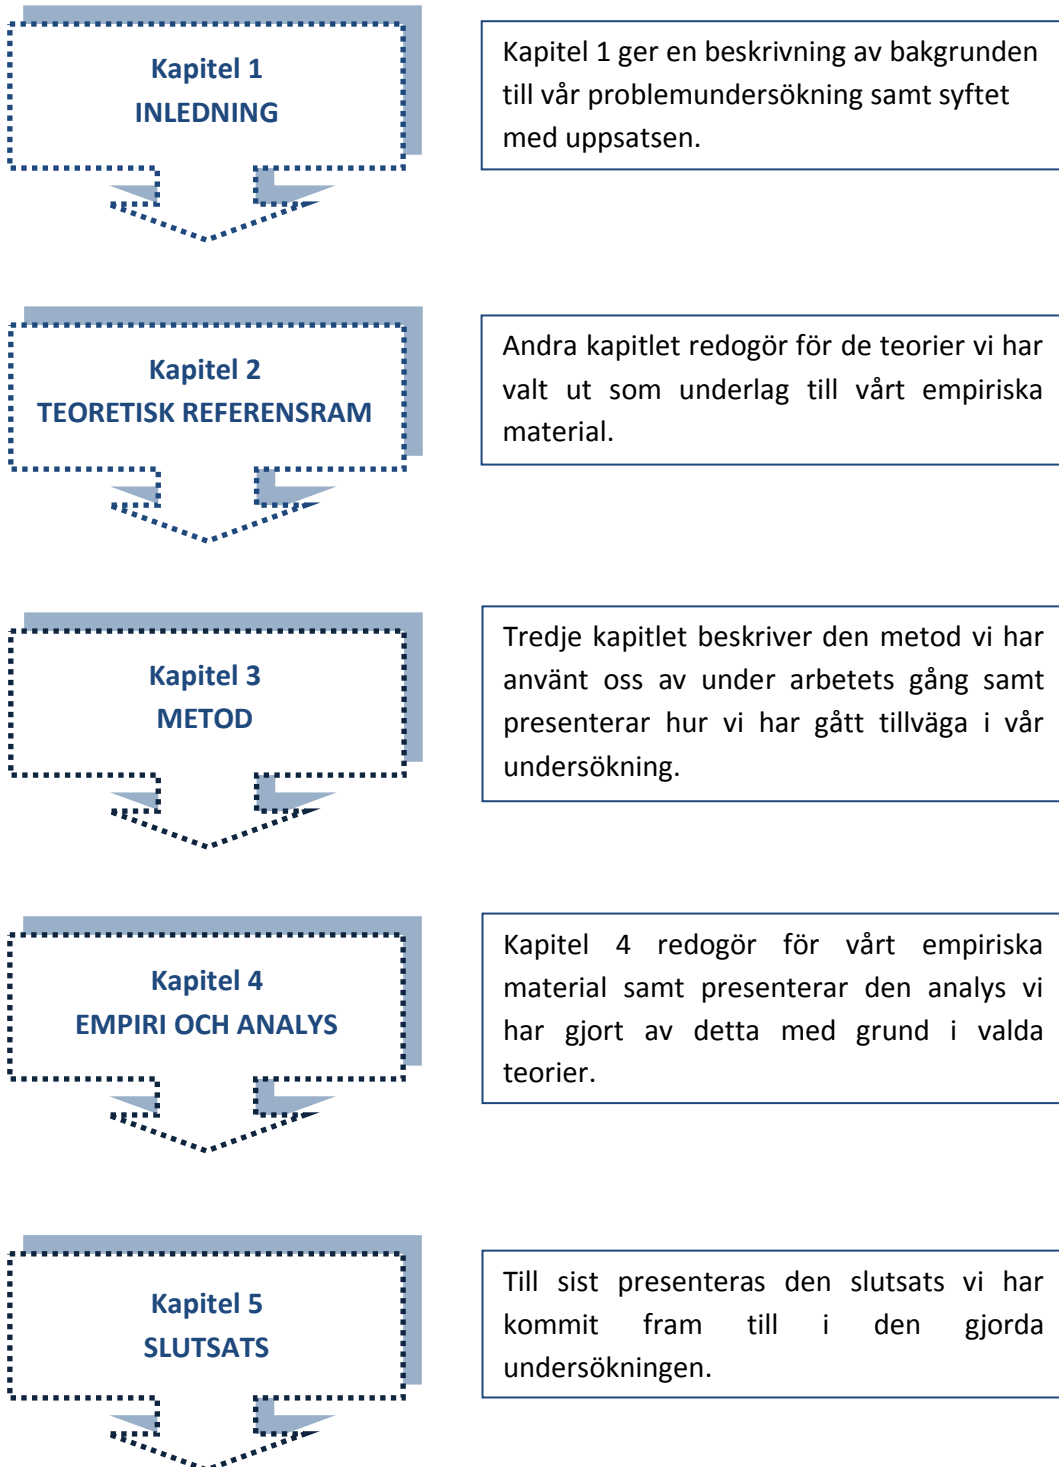 Kapitel 1
INLEDNING
Kapitel 1 ger en beskrivning av bakgrunden
till vår problemundersökning samt syftet
med uppsatsen.
Kapitel 2
TEORETISK REFERENSRAM
Andra kapitlet redogör för de teorier vi har
valt ut som underlag till vårt empiriska
material.
Kapitel 3
METOD
Tredje kapitlet beskriver den metod vi har
använt oss av under arbetets gång samt
presenterar hur vi har gått tillväga i vår
undersökning.
Kapitel 4
EMPIRI OCH ANALYS
Kapitel 4 redogör för vårt empiriska
material samt presenterar den analys vi
har gjort av detta med grund i valda
teorier.
Kapitel 5
SLUTSATS
Till sist presenteras den slutsats vi har
kommit fram till i den gjorda
undersökningen.